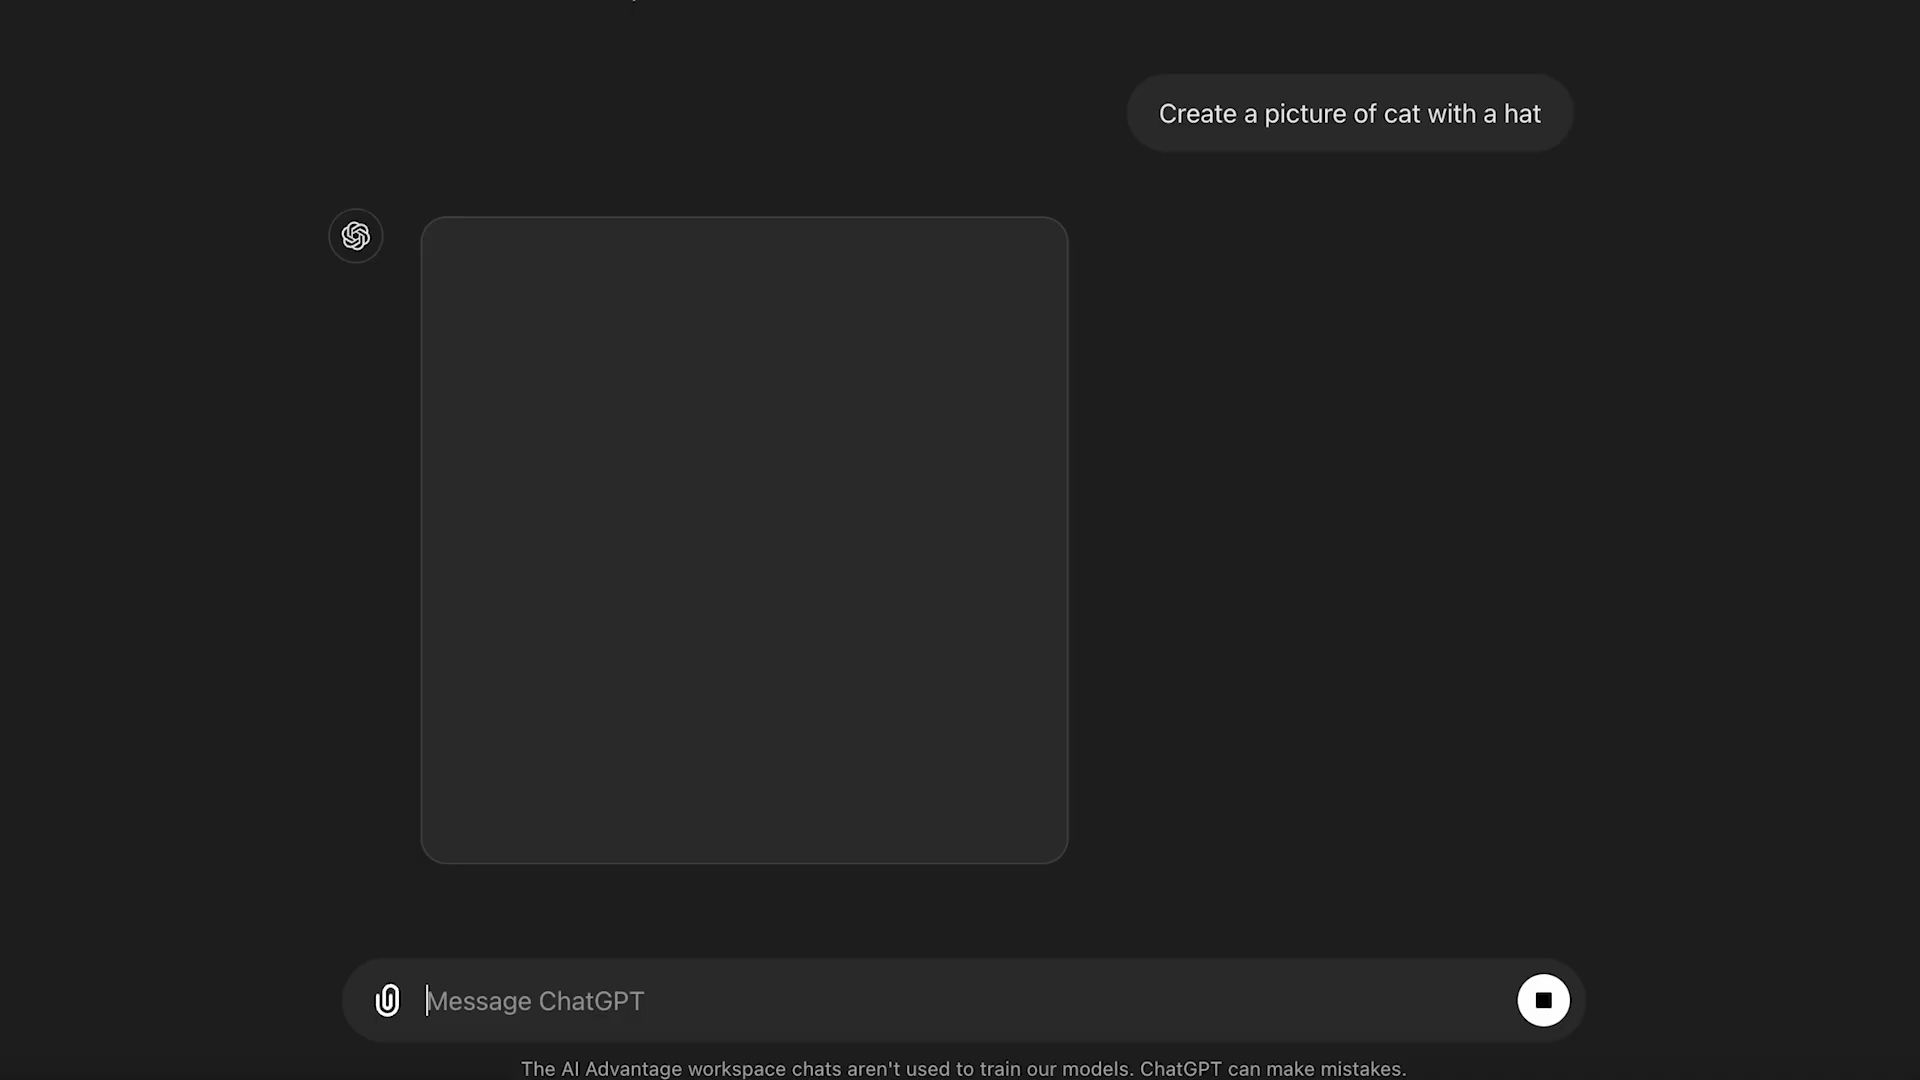 Create a picture of cat with a hat
Message ChatGPT
The AI Advantage workspace chats aren't used to train our models. ChatGPT can make mistakes.